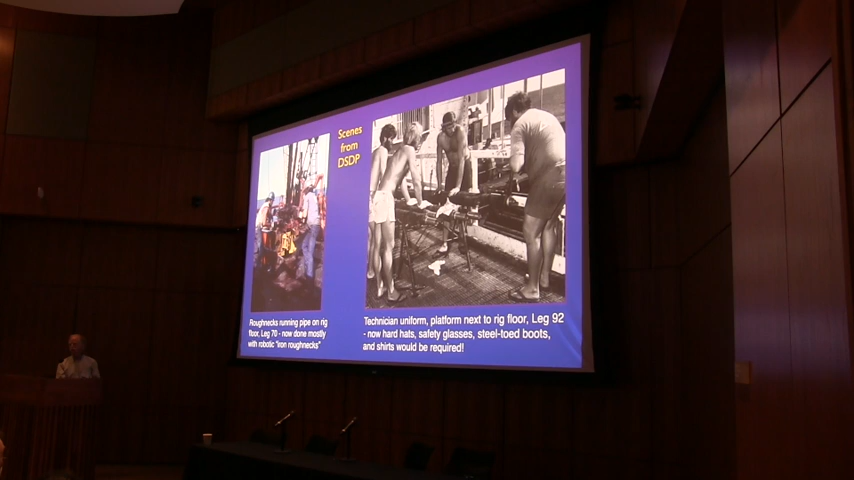 Scenes
from
DSDP
Roughnecks running pipe on rig
floor, Leg 70 - now done mostly
with robotic "iron roughnecks"
Technician uniform, platform next to rig floor, Leg 92
- now hard hats, safety glasses, steel-toed boots,
and shirts would be required!